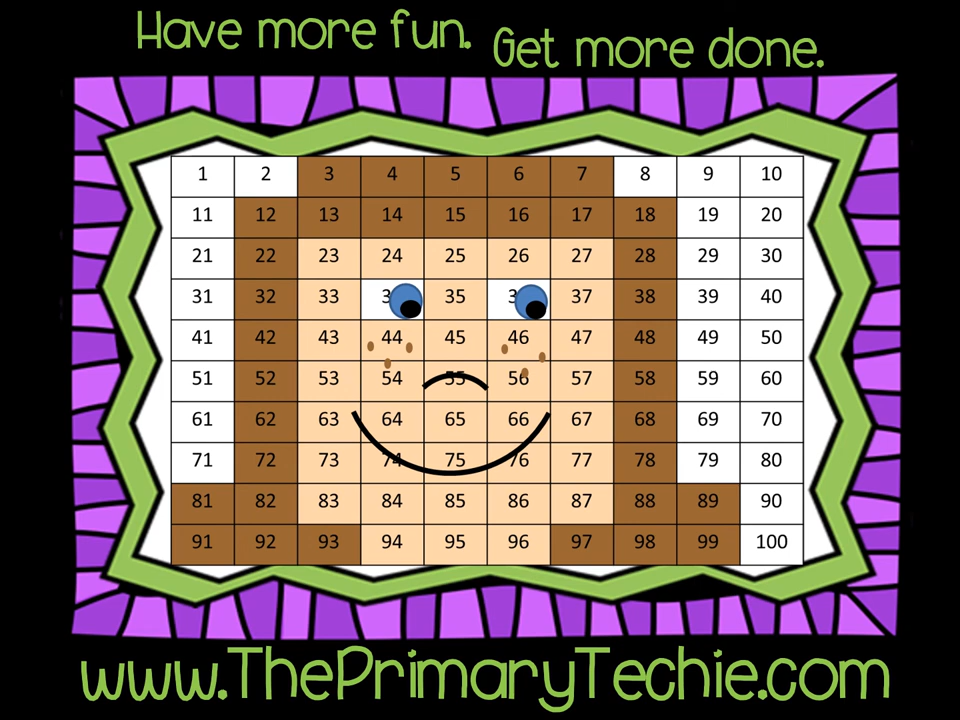 Have more fun. Get more done.
1 2 3 4 5 6 7 8 9 10
11 12 13 14 15 16 17 18 19 20
21 22 23 24 25 26 27 28 29 30
31 32 33 35 37 38 39 40
41 42 43 44 45 46 47 48 49 50
51 52 53 54 55 56 57 58 59 60
61 62 63 64 65 66 67 68 69 70
71 72 73 74 75 76 77 78 79 80
81 82 83 84 85 86 87 88 89 90
91 92 93 94 95 96 97 98 99 100
www.ThePrimaryTechie.com